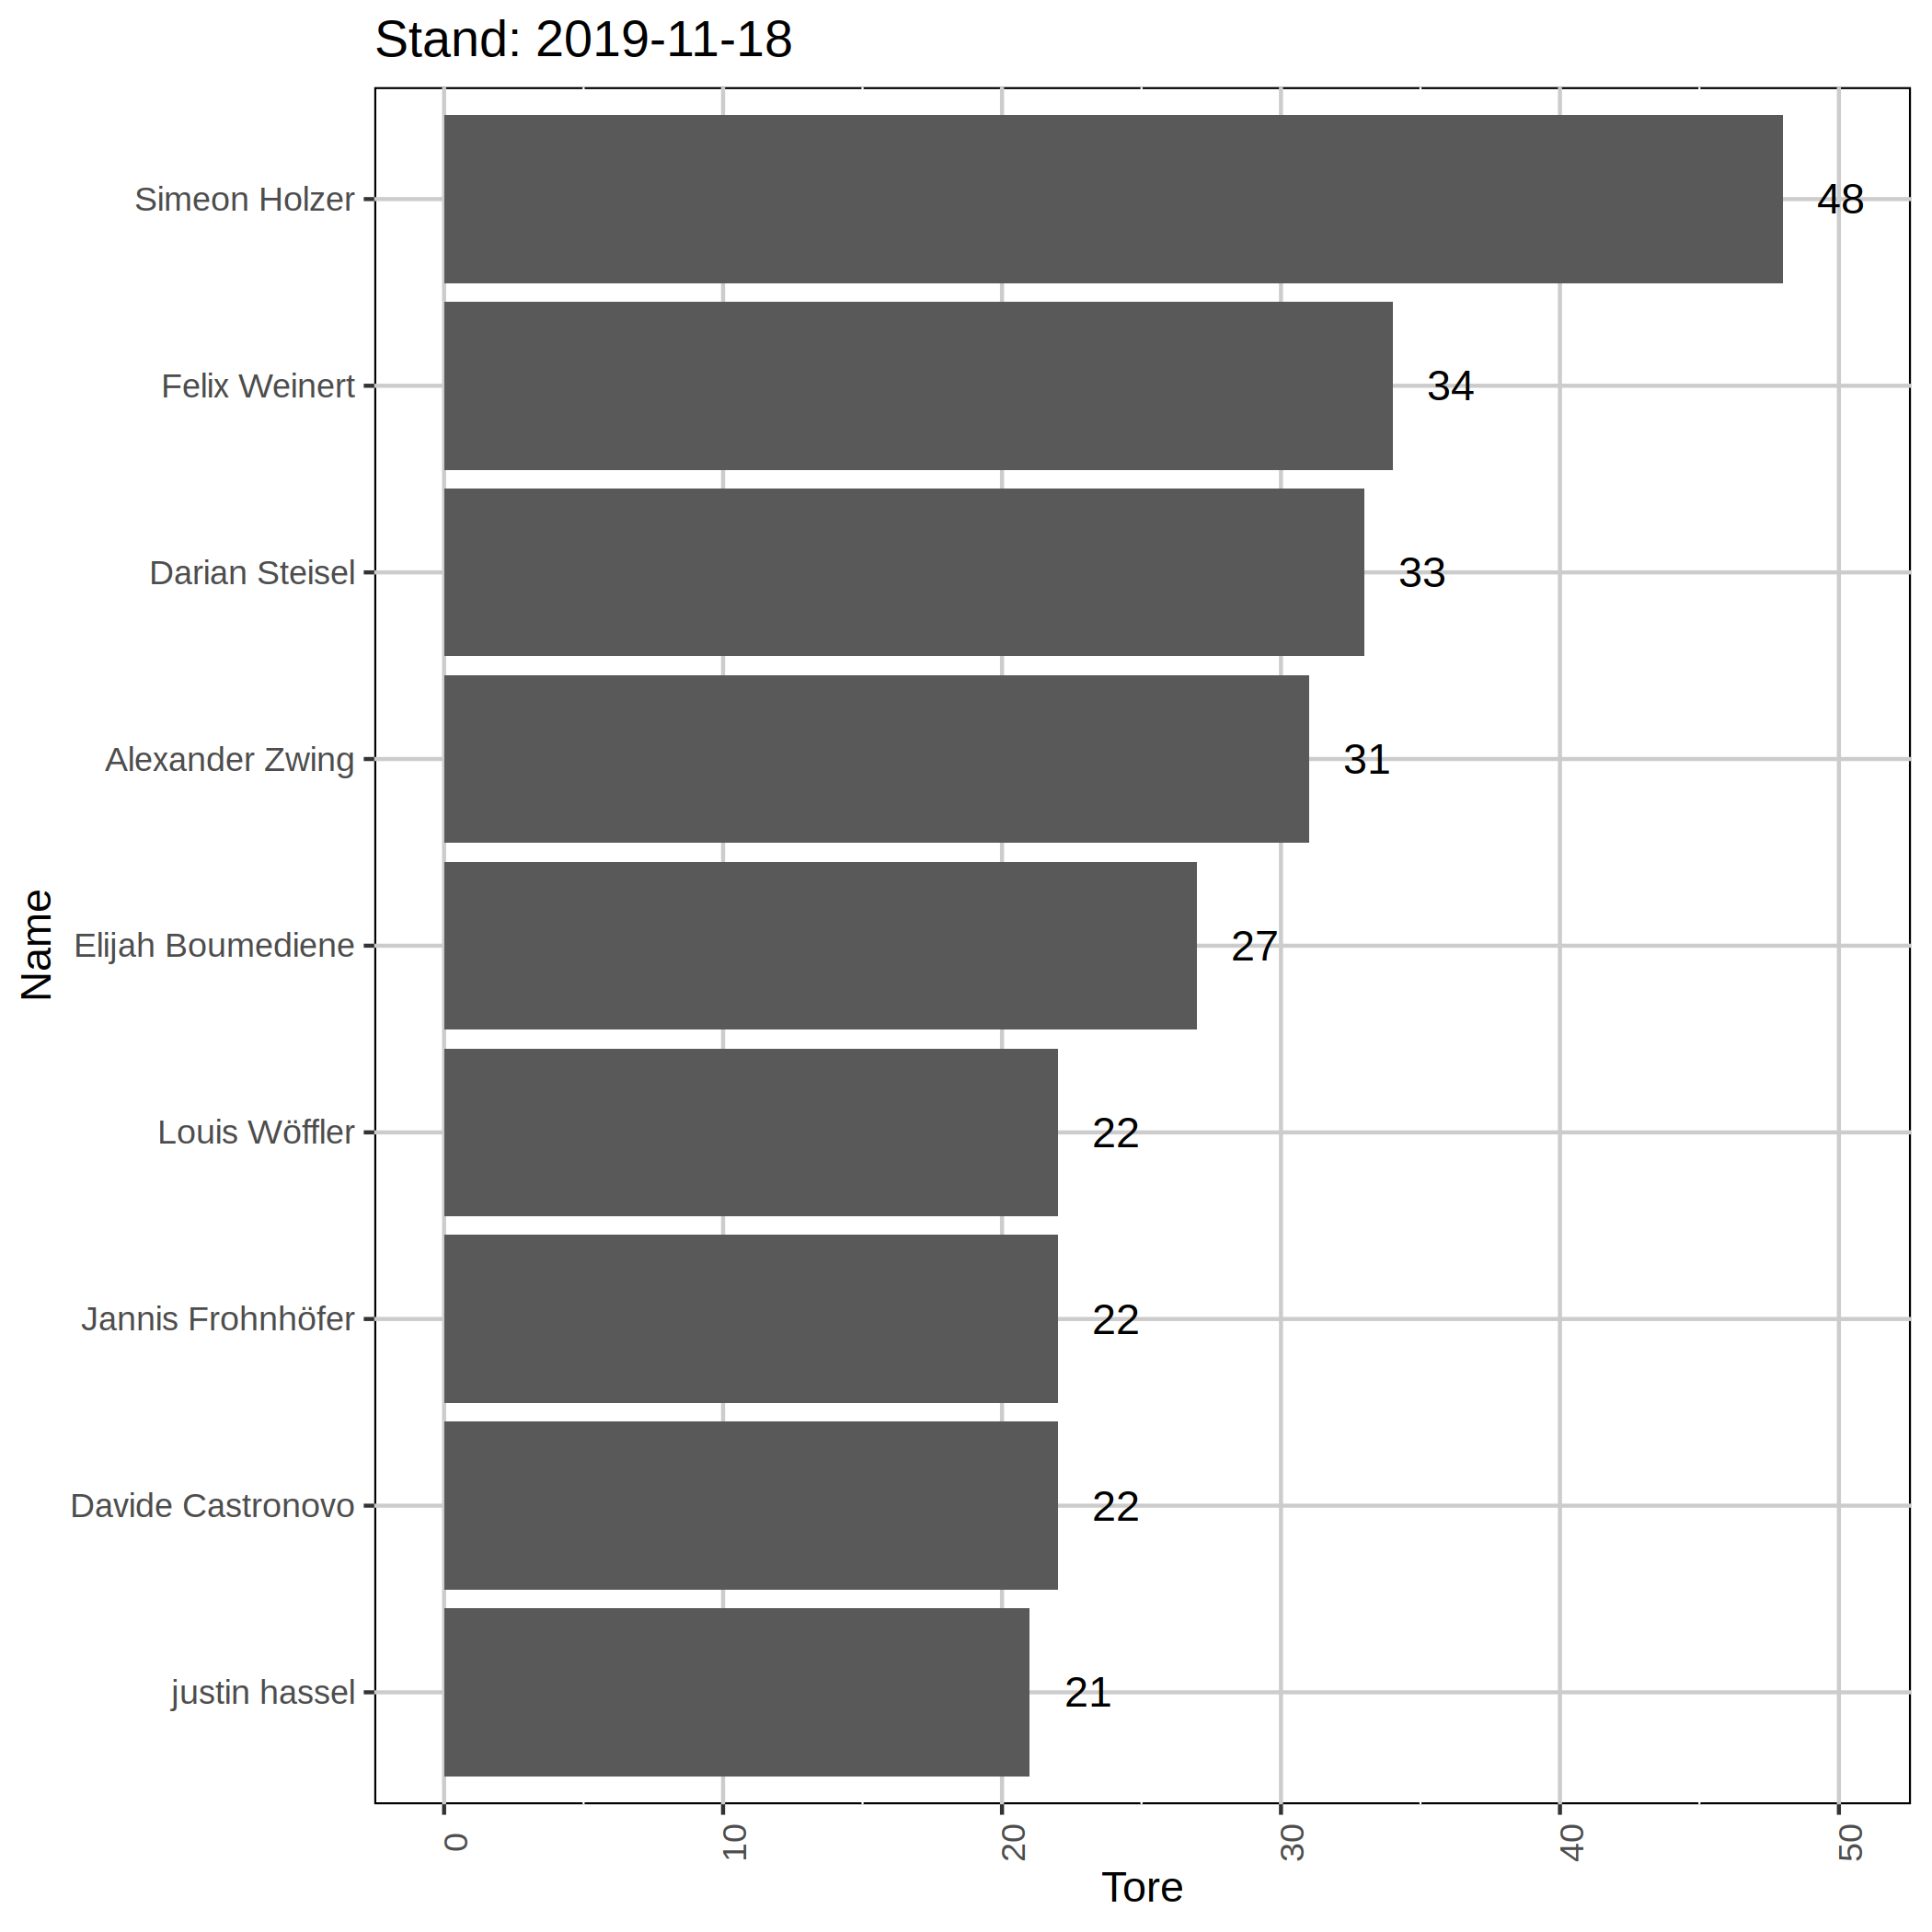 Stand: 2019-11-18
Simeon Holzer 48
Felix Weinert 34
Darian Steisel 33
Alexander Zwing 31
Elijah Boumediene 27
Louis Wöffler 22
Jannis Frohnhöfer 22
Davide Castronovo 22
justin hassel 21
Name
0 10 20 30 40 50
Tore